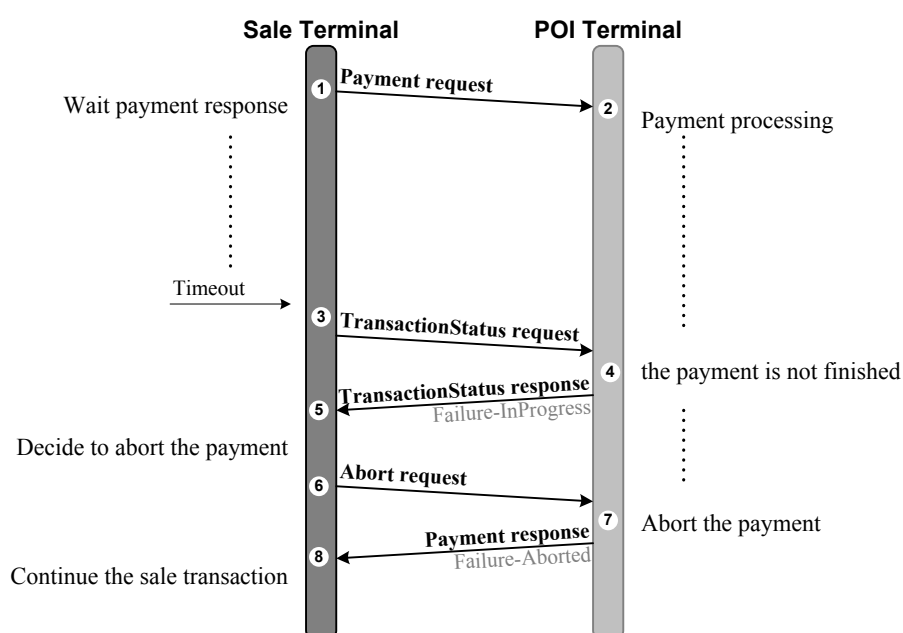 Sale Terminal
POI Terminal
1
Payment request
2
Wait payment response
Payment processing
Timeout
3
TransactionStatus request
4
the payment is not finished
TransactionStatus response
Failure-InProgress
5
Decide to abort the payment
6
Abort request
7
Abort the payment
Payment response
Failure-Aborted
8
Continue the sale transaction